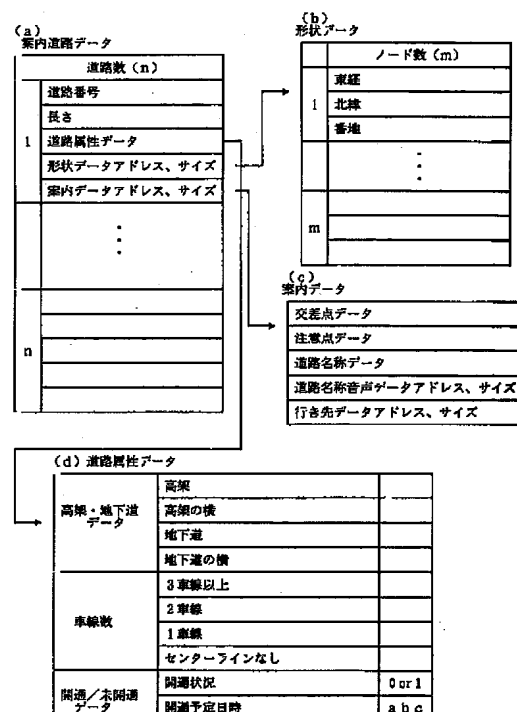 (a)
案内道路データ
道路数(n)
1
道路番号
長さ
道路属性データ
形状データアドレス、サイズ
案内データアドレス、サイズ
n
(b)
形状データ
ノード数(m)
1
東経
北緯
番地
m
(c)
案内データ
交差点データ
注意点データ
道路名称データ
道路名称音声データアドレス、サイズ
行き先データアドレス、サイズ
(d)道路属性データ
高架・地下道
データ
高架
高架の横
地下道
地下道の横
車線数
3車線以上
2車線
1車線
センターラインなし
開通/未開通
データ
開通状況
0 or 1
開通予定日時
a b c